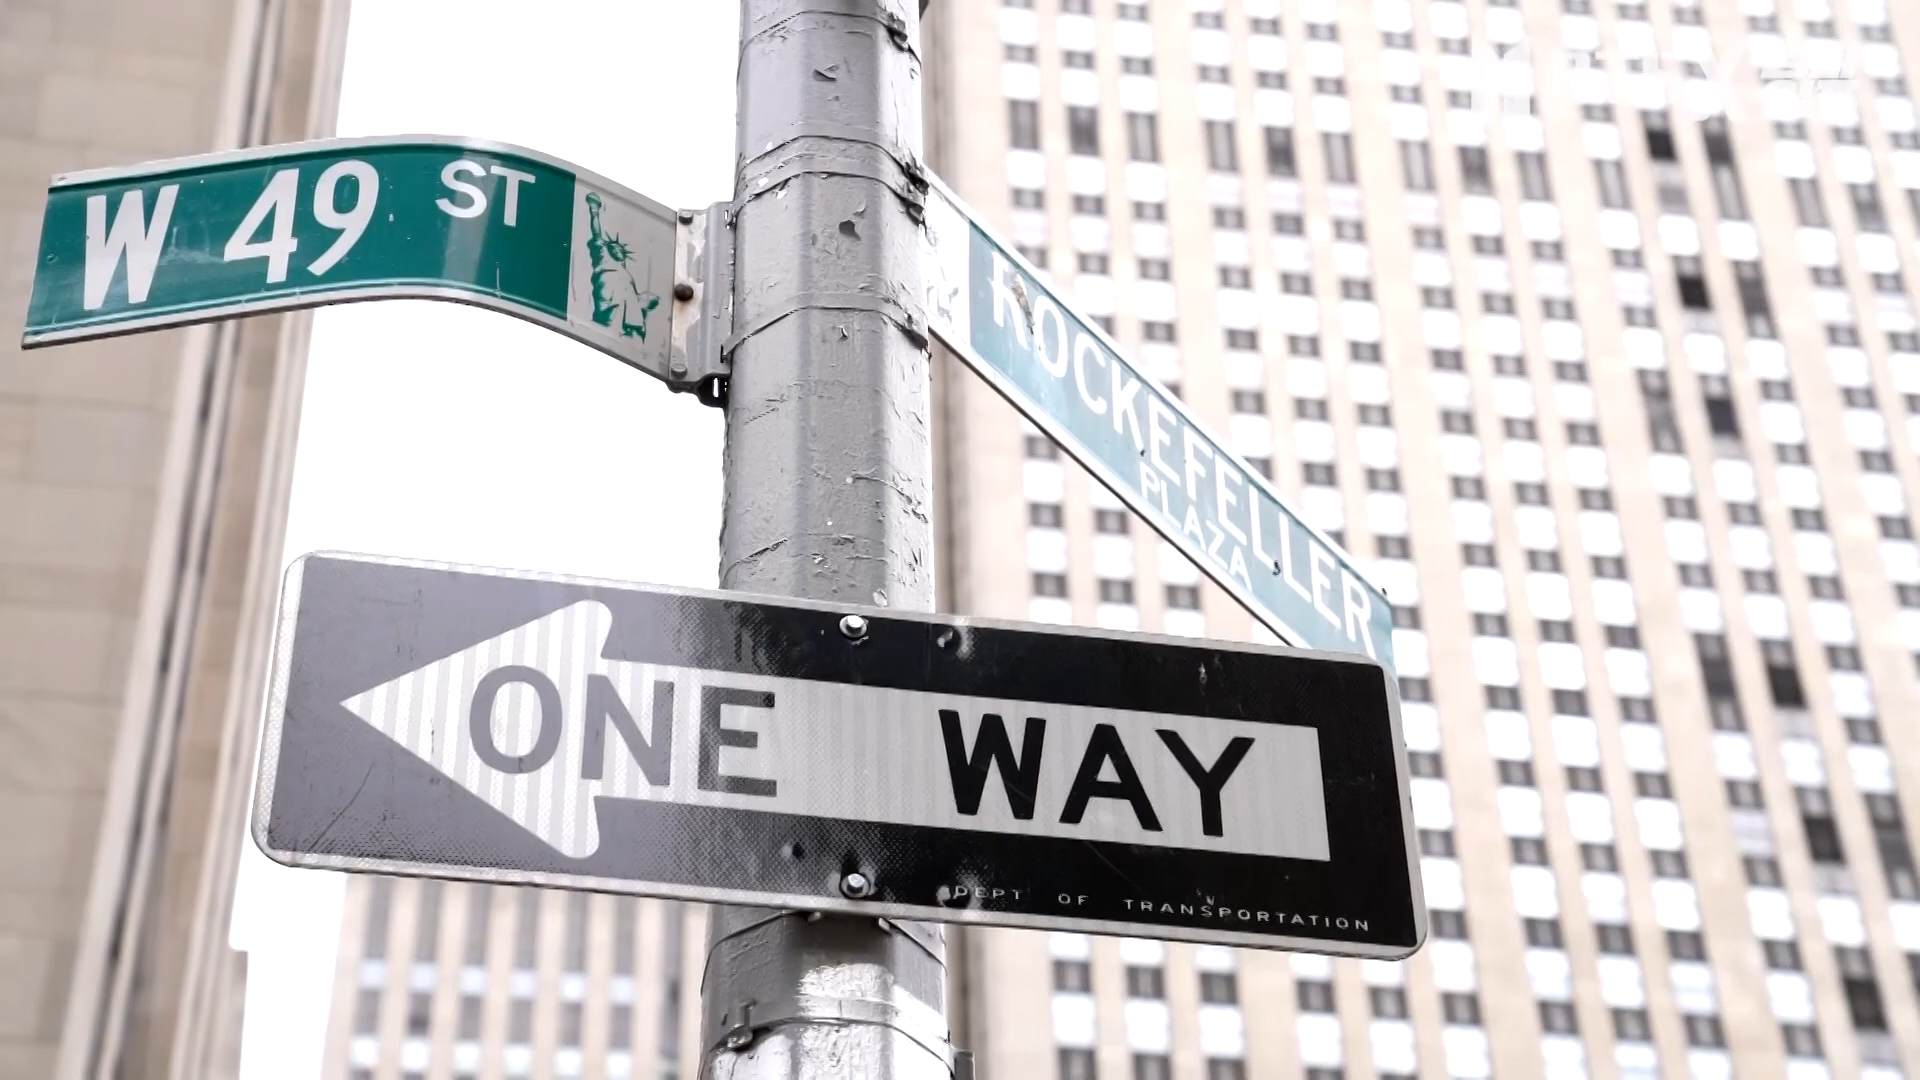 W 49 ST
ROCKEFELLER
PLAZA
ONE WAY
DEPT OF TRANSPORTATION